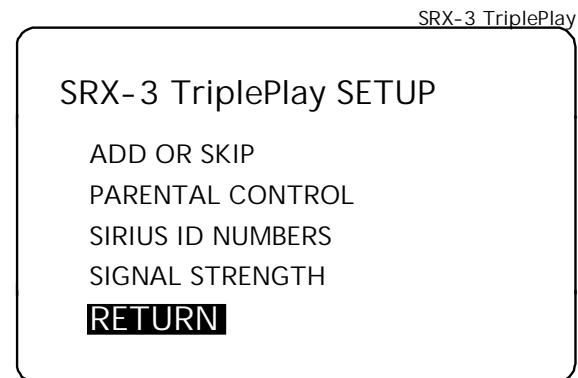 SRX-3 TriplePlay
SRX-3 TriplePlay SETUP
ADD OR SKIP
PARENTAL CONTROL
SIRIUS ID NUMBERS
SIGNAL STRENGTH
RETURN